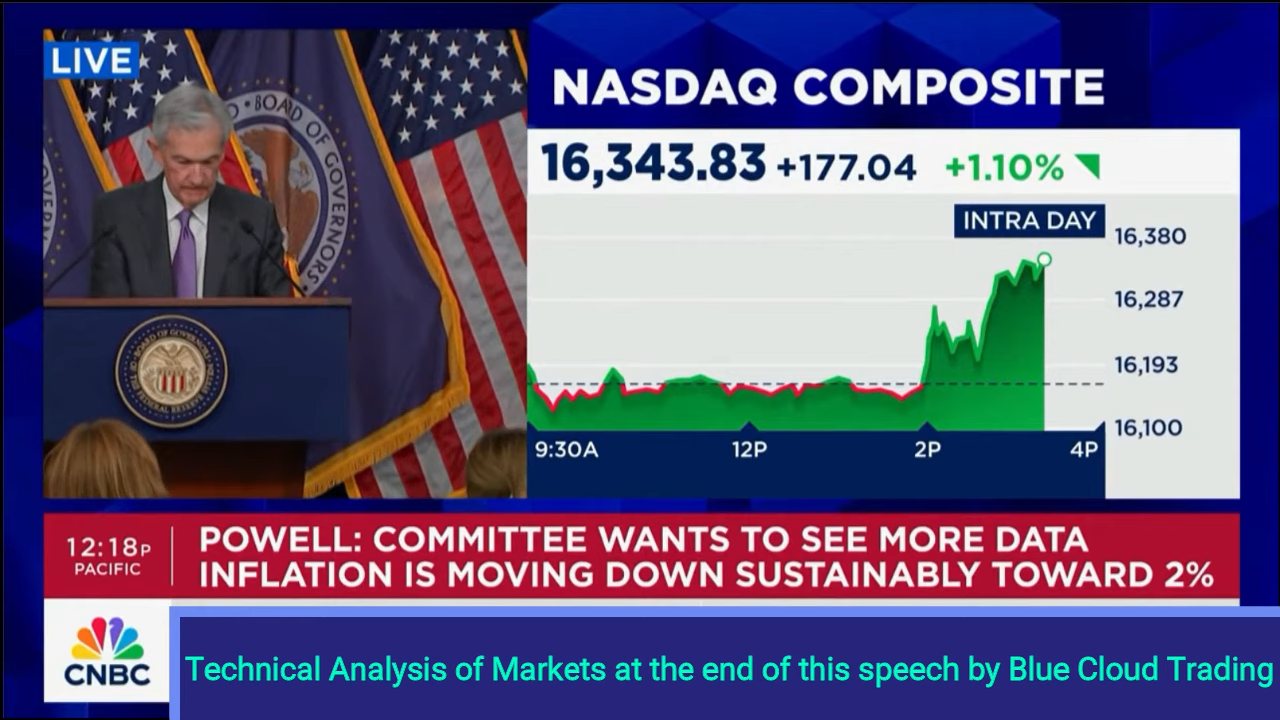 LIVE
BOARD OF GOVERNORS
NASDAQ COMPOSITE
16,343.83 +177.04 +1.10%
INTRA DAY
16,380
16,287
16,193
16,100
9:30A 12P 2P 4P
12:18P
PACIFIC
POWELL: COMMITTEE WANTS TO SEE MORE DATA
INFLATION IS MOVING DOWN SUSTAINABLY TOWARD 2%
CNBC
Technical Analysis of Markets at the end of this speech by Blue Cloud Trading